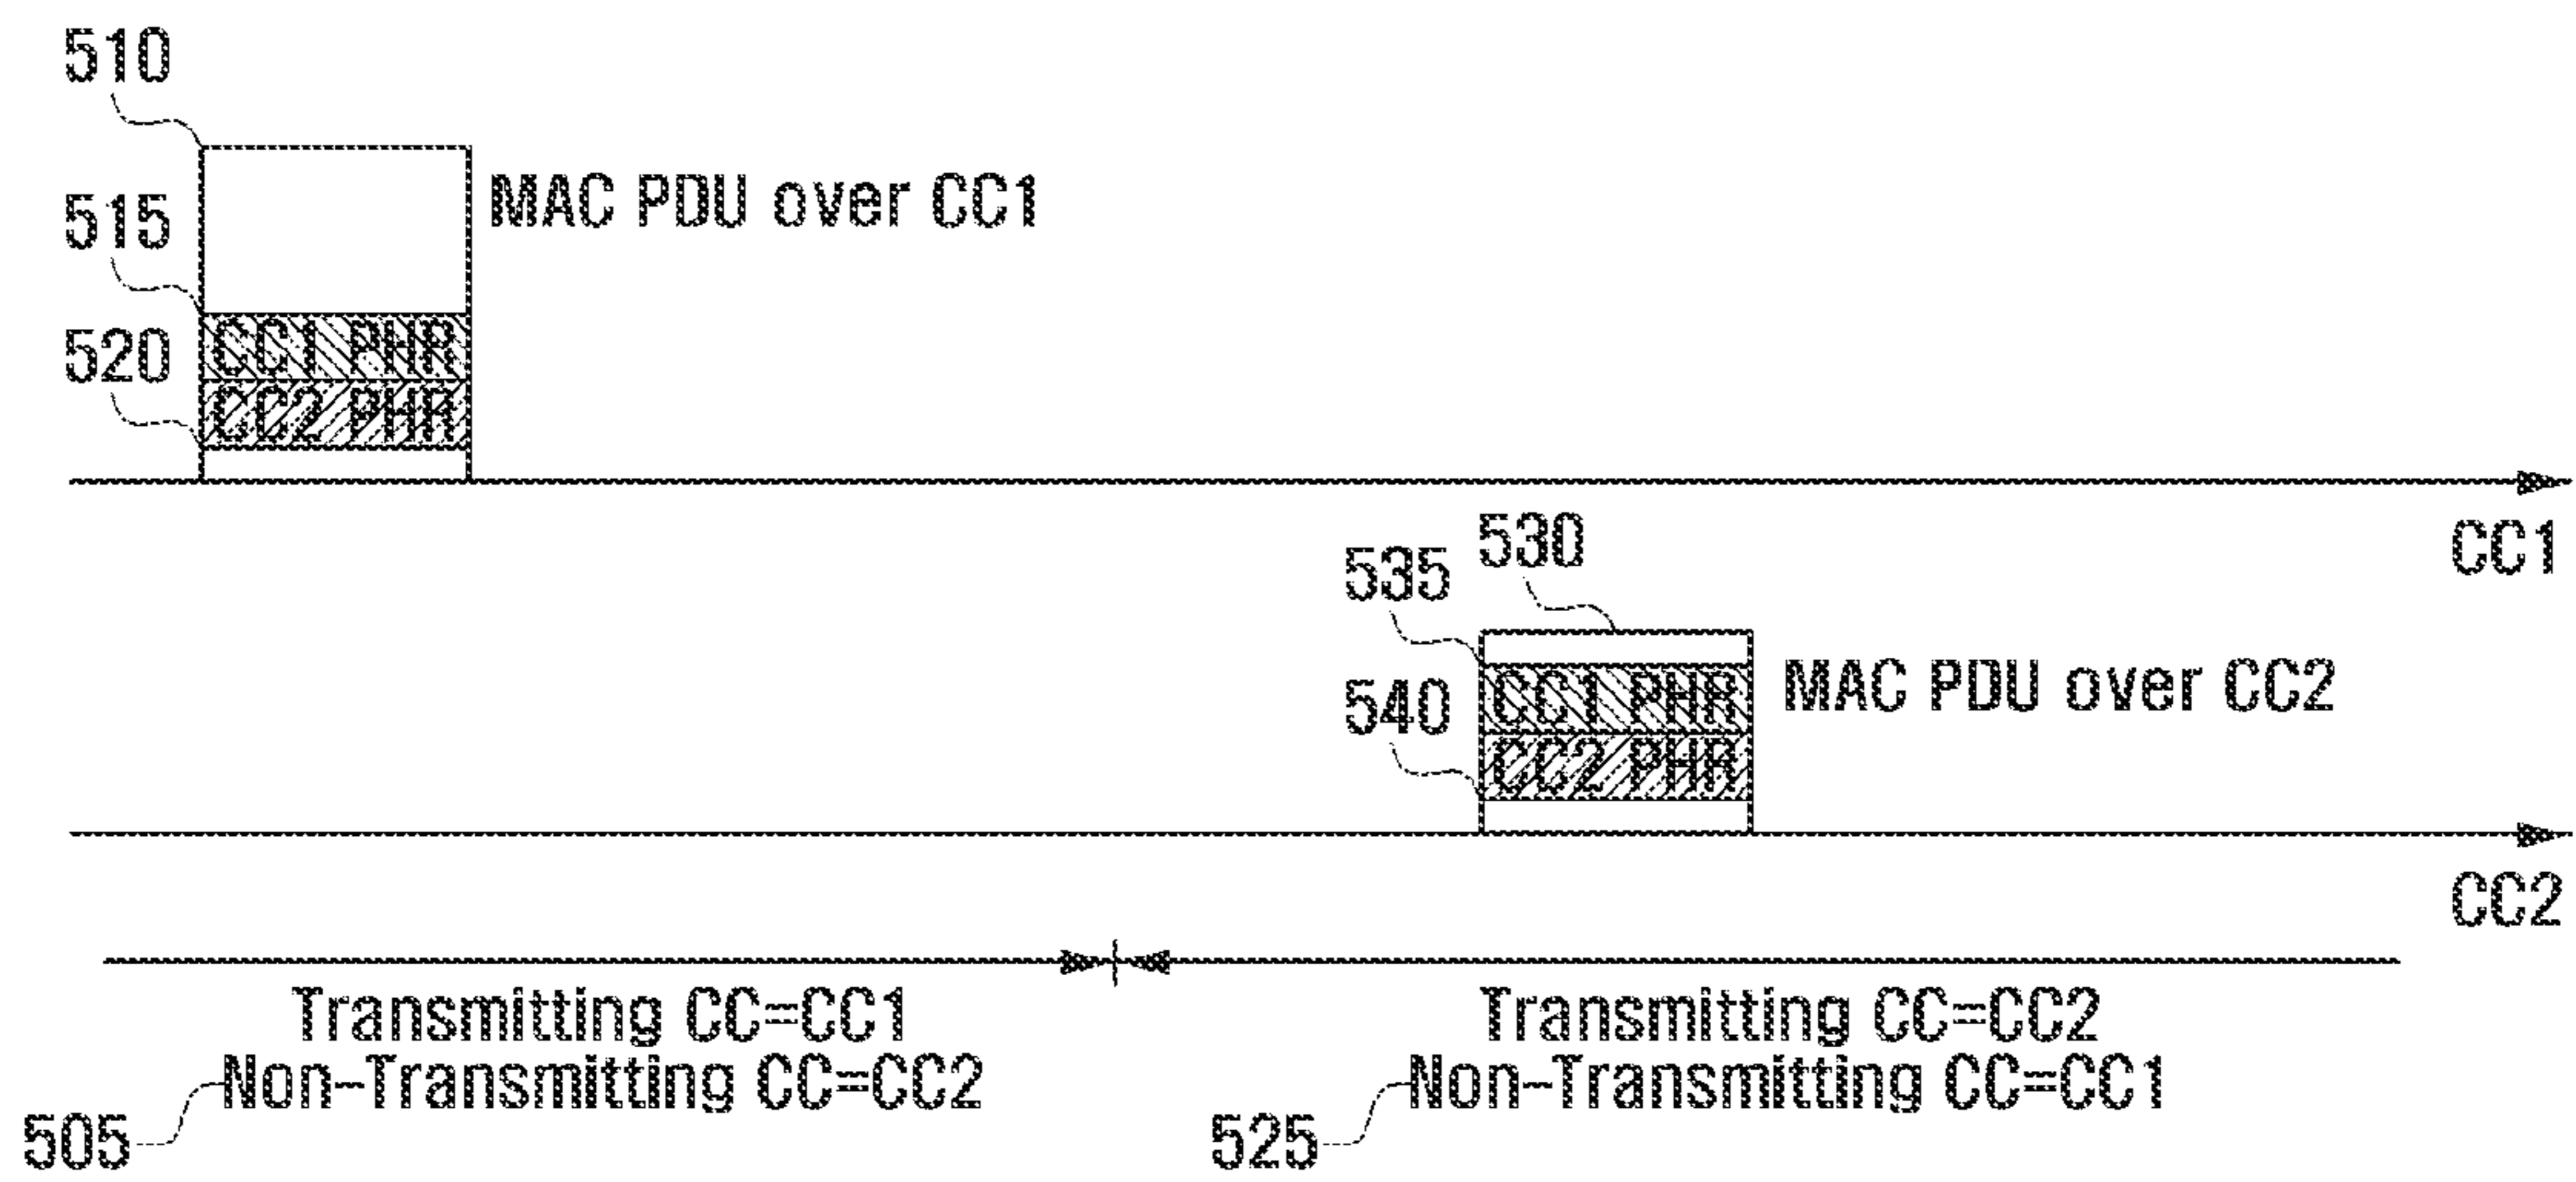 510
MAC PDU over CC1
515
CC1 PHR
520
CC2 PHR
CC1
530
535
MAC PDU over CC2
CC1 PHR
540
CC2 PHR
CC2
Transmitting CC=CC1
Non-Transmitting CC=CC2
505
Transmitting CC=CC2
Non-Transmitting CC=CC1
525